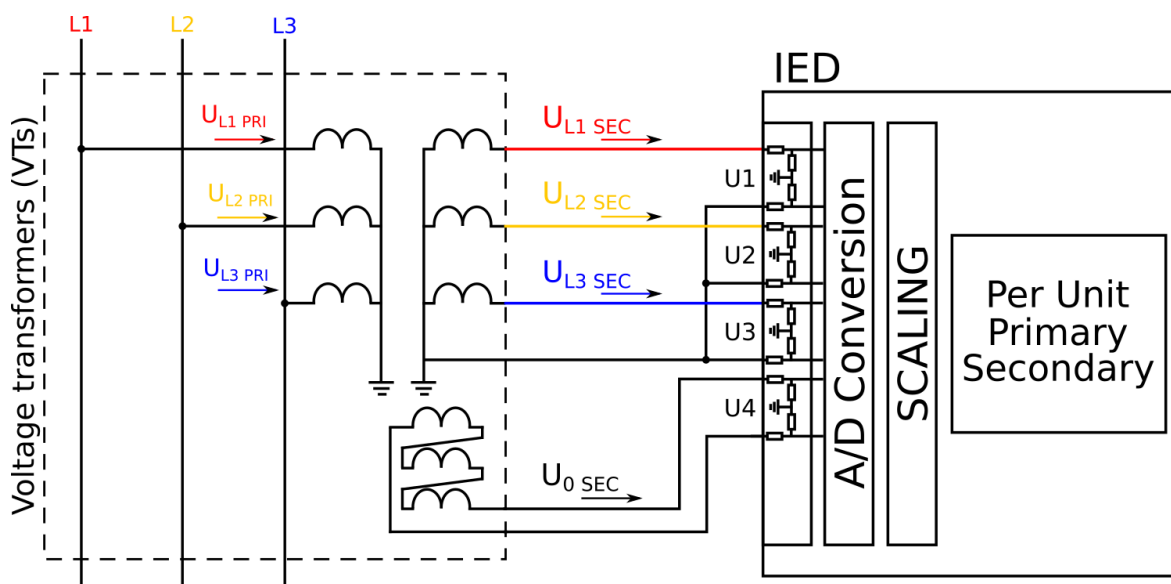 L1
L2
L3
IED
Voltage transformers (VTs)
UL1 PRI
UL1 SEC
U1
UL2 PRI
UL2 SEC
U2
UL3 PRI
UL3 SEC
U3
U4
U0 SEC
A/D Conversion
SCALING
Per Unit
Primary
Secondary